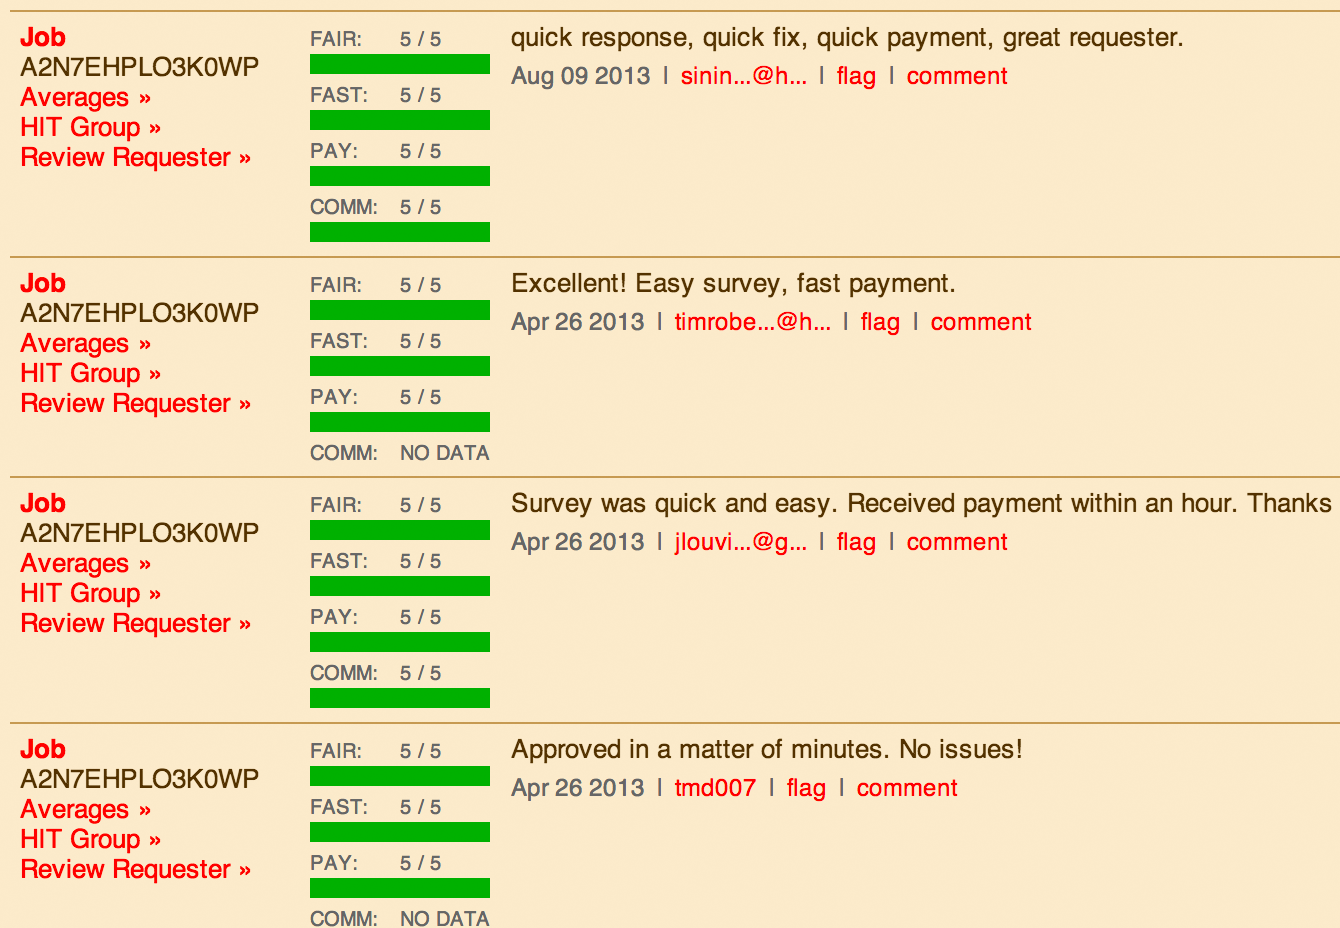 Job
A2N7EHPLO3K0WP
Averages »
HIT Group »
Review Requester »
FAIR: 5 / 5
FAST: 5 / 5
PAY: 5 / 5
COMM: 5 / 5
quick response, quick fix, quick payment, great requester.
Aug 09 2013 | sinin...@h... | flag | comment
Job
A2N7EHPLO3K0WP
Averages »
HIT Group »
Review Requester »
FAIR: 5 / 5
FAST: 5 / 5
PAY: 5 / 5
COMM: NO DATA
Excellent! Easy survey, fast payment.
Apr 26 2013 | timrobe...@h... | flag | comment
Job
A2N7EHPLO3K0WP
Averages »
HIT Group »
Review Requester »
FAIR: 5 / 5
FAST: 5 / 5
PAY: 5 / 5
COMM: 5 / 5
Survey was quick and easy. Received payment within an hour. Thanks
Apr 26 2013 | jlouvi...@g... | flag | comment
Job
A2N7EHPLO3K0WP
Averages »
HIT Group »
Review Requester »
FAIR: 5 / 5
FAST: 5 / 5
PAY: 5 / 5
COMM: NO DATA
Approved in a matter of minutes. No issues!
Apr 26 2013 | tmd007 | flag | comment